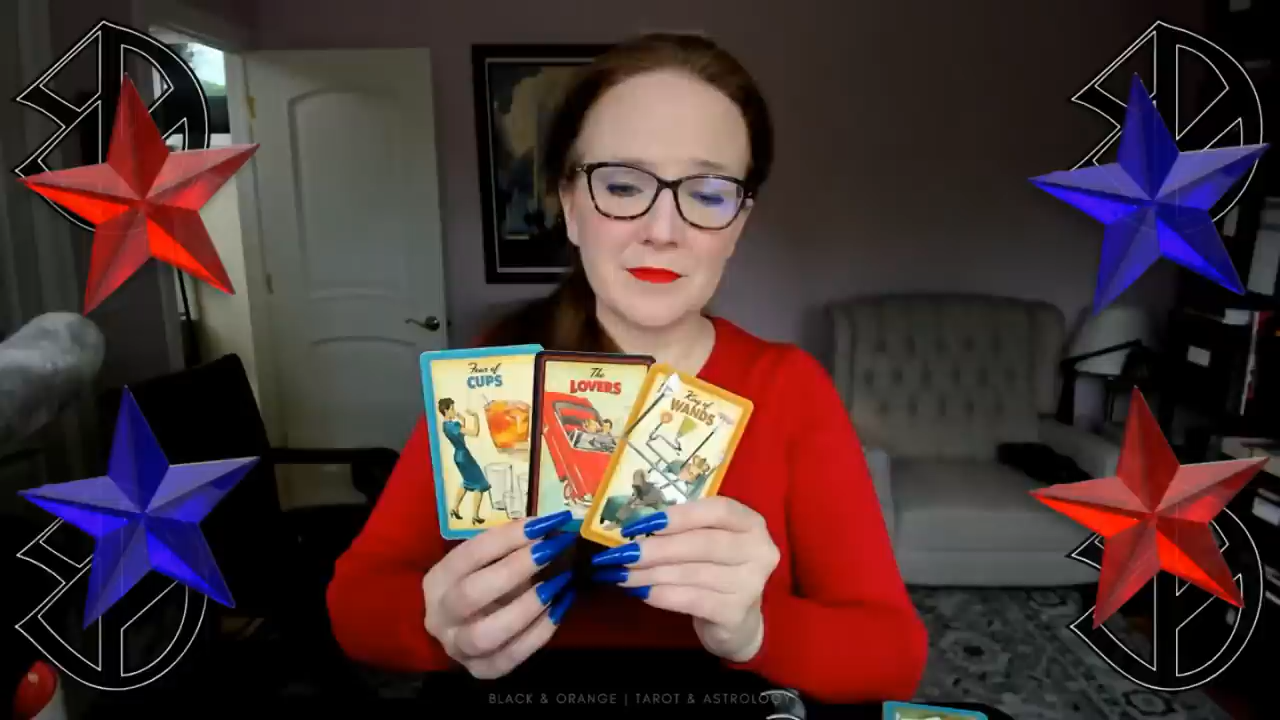 Four of
CUPS
The
LOVERS
King of
WANDS
BLACK & ORANGE | TAROT & ASTROLOGY